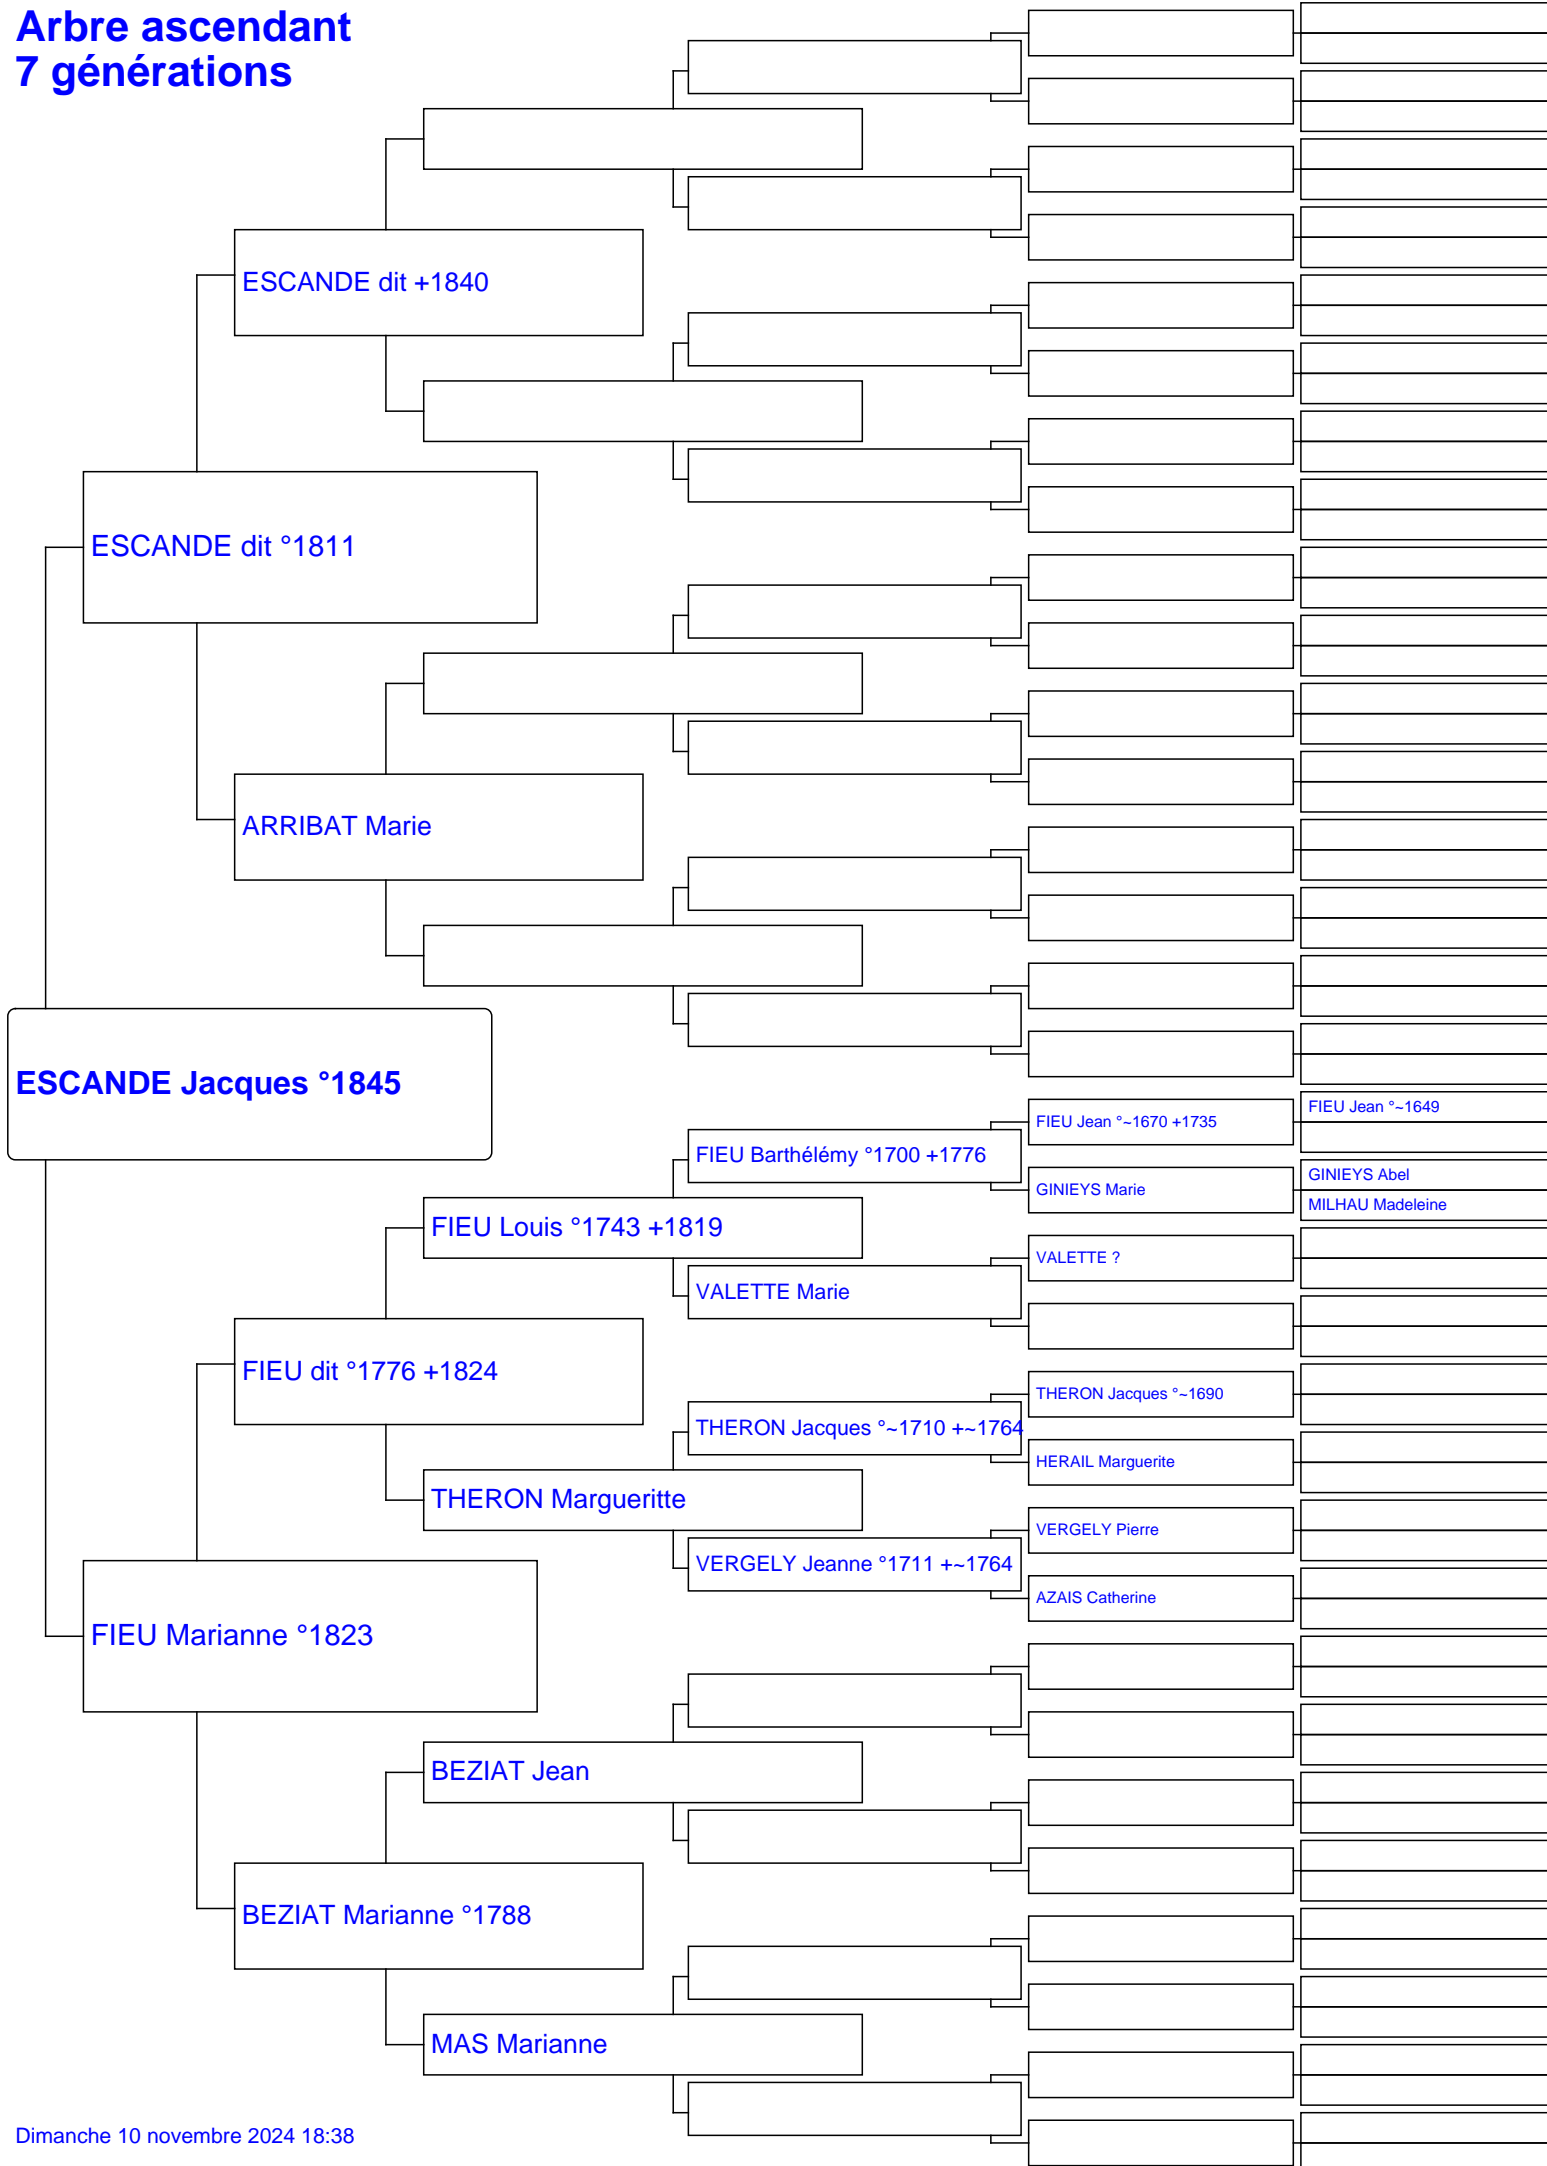 Arbre ascendant
7 générations
ESCANDE dit +1840
ESCANDE dit °1811
ARRIBAT Marie
ESCANDE Jacques °1845
FIEU Jean °~1649
FIEU Jean °~1670 +1735
FIEU Barthélémy °1700 +1776
GINIEYS Abel
GINIEYS Marie
MILHAU Madeleine
FIEU Louis °1743 +1819
VALETTE ?
VALETTE Marie
FIEU dit °1776 +1824
THERON Jacques °~1690
THERON Jacques °~1710 +~1764
HERAIL Marguerite
THERON Margueritte
VERGELY Pierre
VERGELY Jeanne °1711 +~1764
AZAIS Catherine
FIEU Marianne °1823
BEZIAT Jean
BEZIAT Marianne °1788
MAS Marianne
Dimanche 10 novembre 2024 18:38